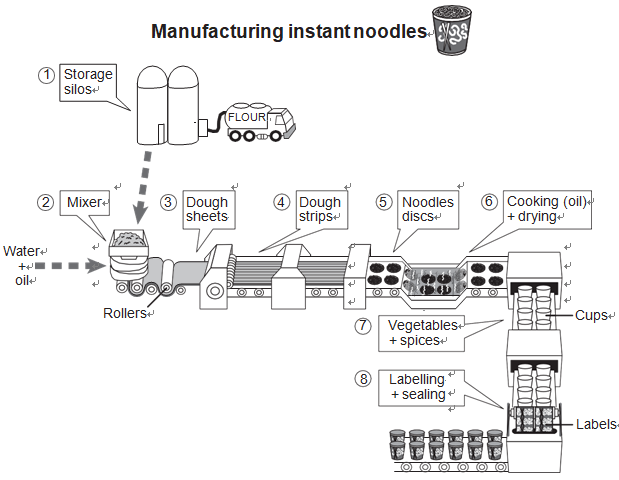 Manufacturing instant noodles
① Storage
silos
FLOUR
② Mixer
③ Dough
sheets
④ Dough
strips
⑤ Noodles
discs
⑥ Cooking (oil)
+ drying
Water
+
oil
Rollers
⑦ Vegetables
+ spices
Cups
⑧ Labelling
+ sealing
Labels